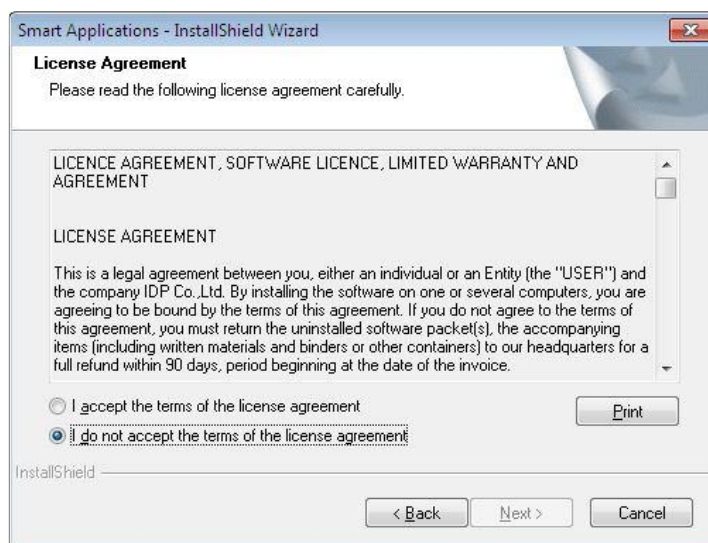 Smart Applications - InstallShield Wizard
License Agreement
Please read the following license agreement carefully.
LICENCE AGREEMENT, SOFTWARE LICENCE, LIMITED WARRANTY AND
AGREEMENT
LICENSE AGREEMENT
This is a legal agreement between you, either an individual or an Entity (the "USER") and
the company IDP Co.,Ltd. By installing the software on one or several computers, you are
agreeing to be bound by the terms of this agreement. If you do not agree to the terms of
this agreement, you must return the uninstalled software packet(s), the accompanying
items (including written materials and binders or other containers) to our headquarters for a
full refund within 90 days, period beginning at the date of the invoice.
I accept the terms of the license agreement
Print
I do not accept the terms of the license agreement
InstallShield
< Back
Next >
Cancel